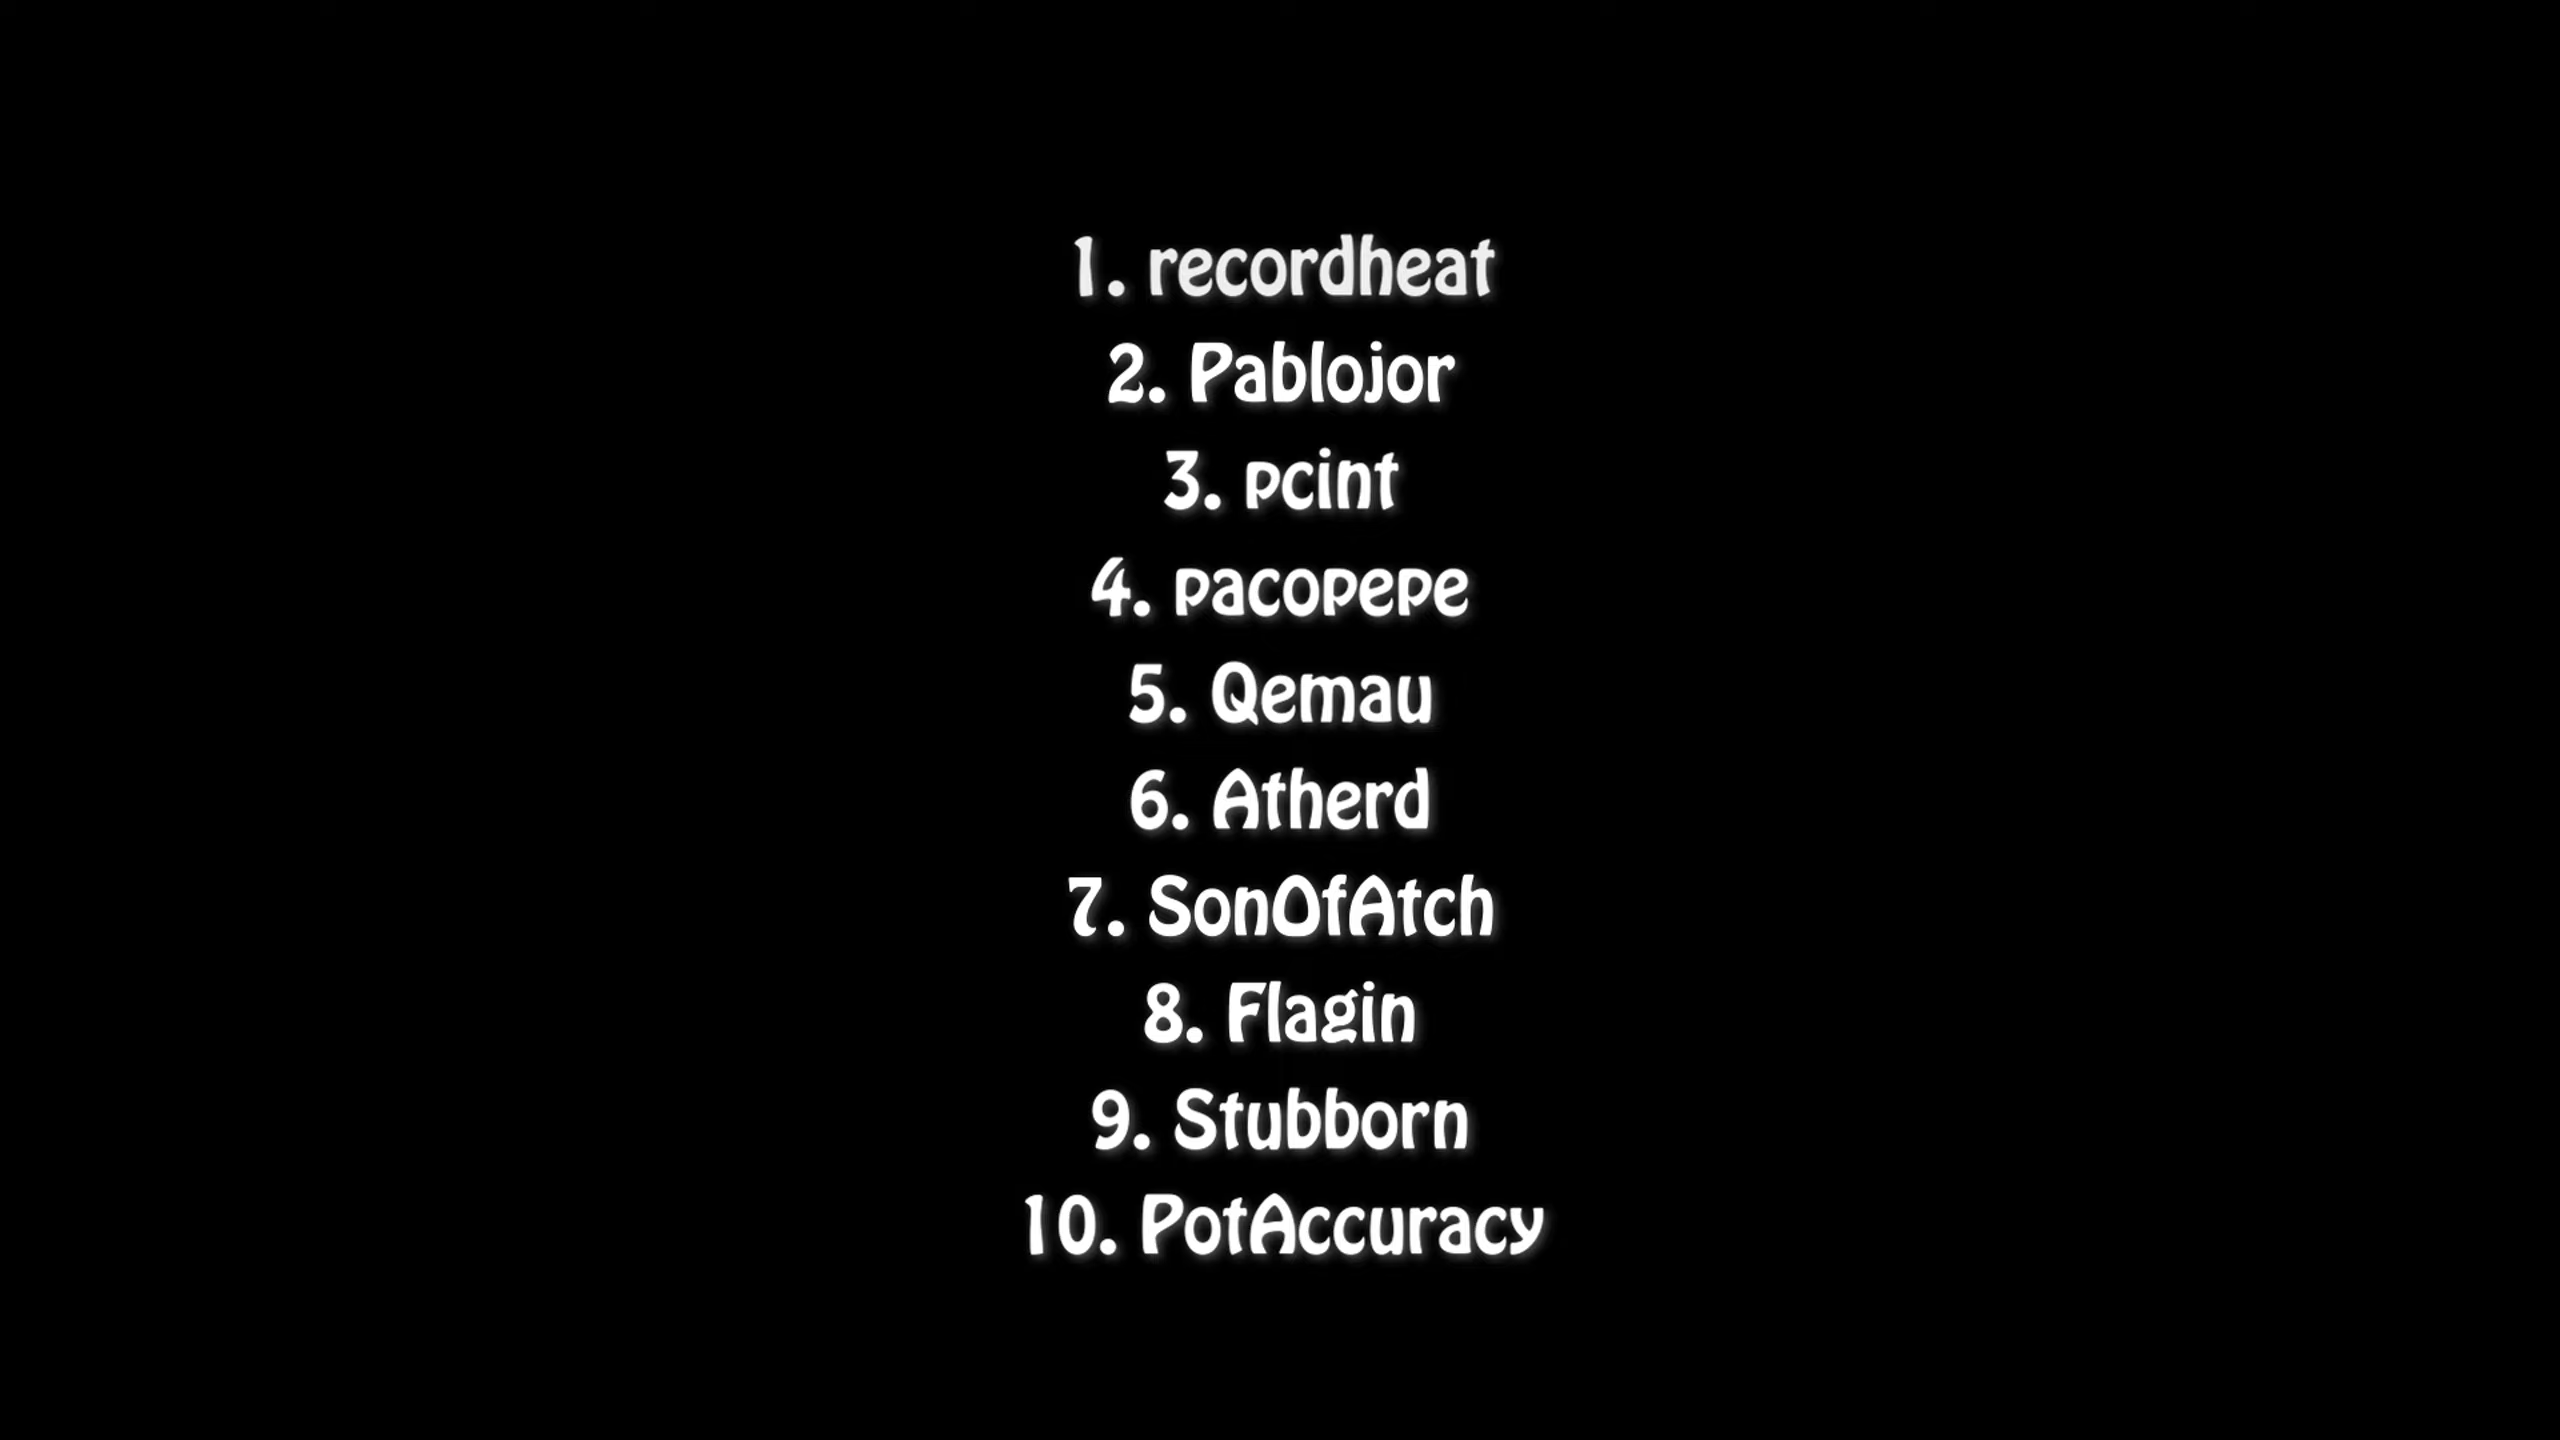 1. recordheat
2. Pablojor
3. pcint
4. pacopepe
5. Qemau
6. Atherd
7. SonOfAtch
8. Flagin
9. Stubborn
10. PotAccuracy